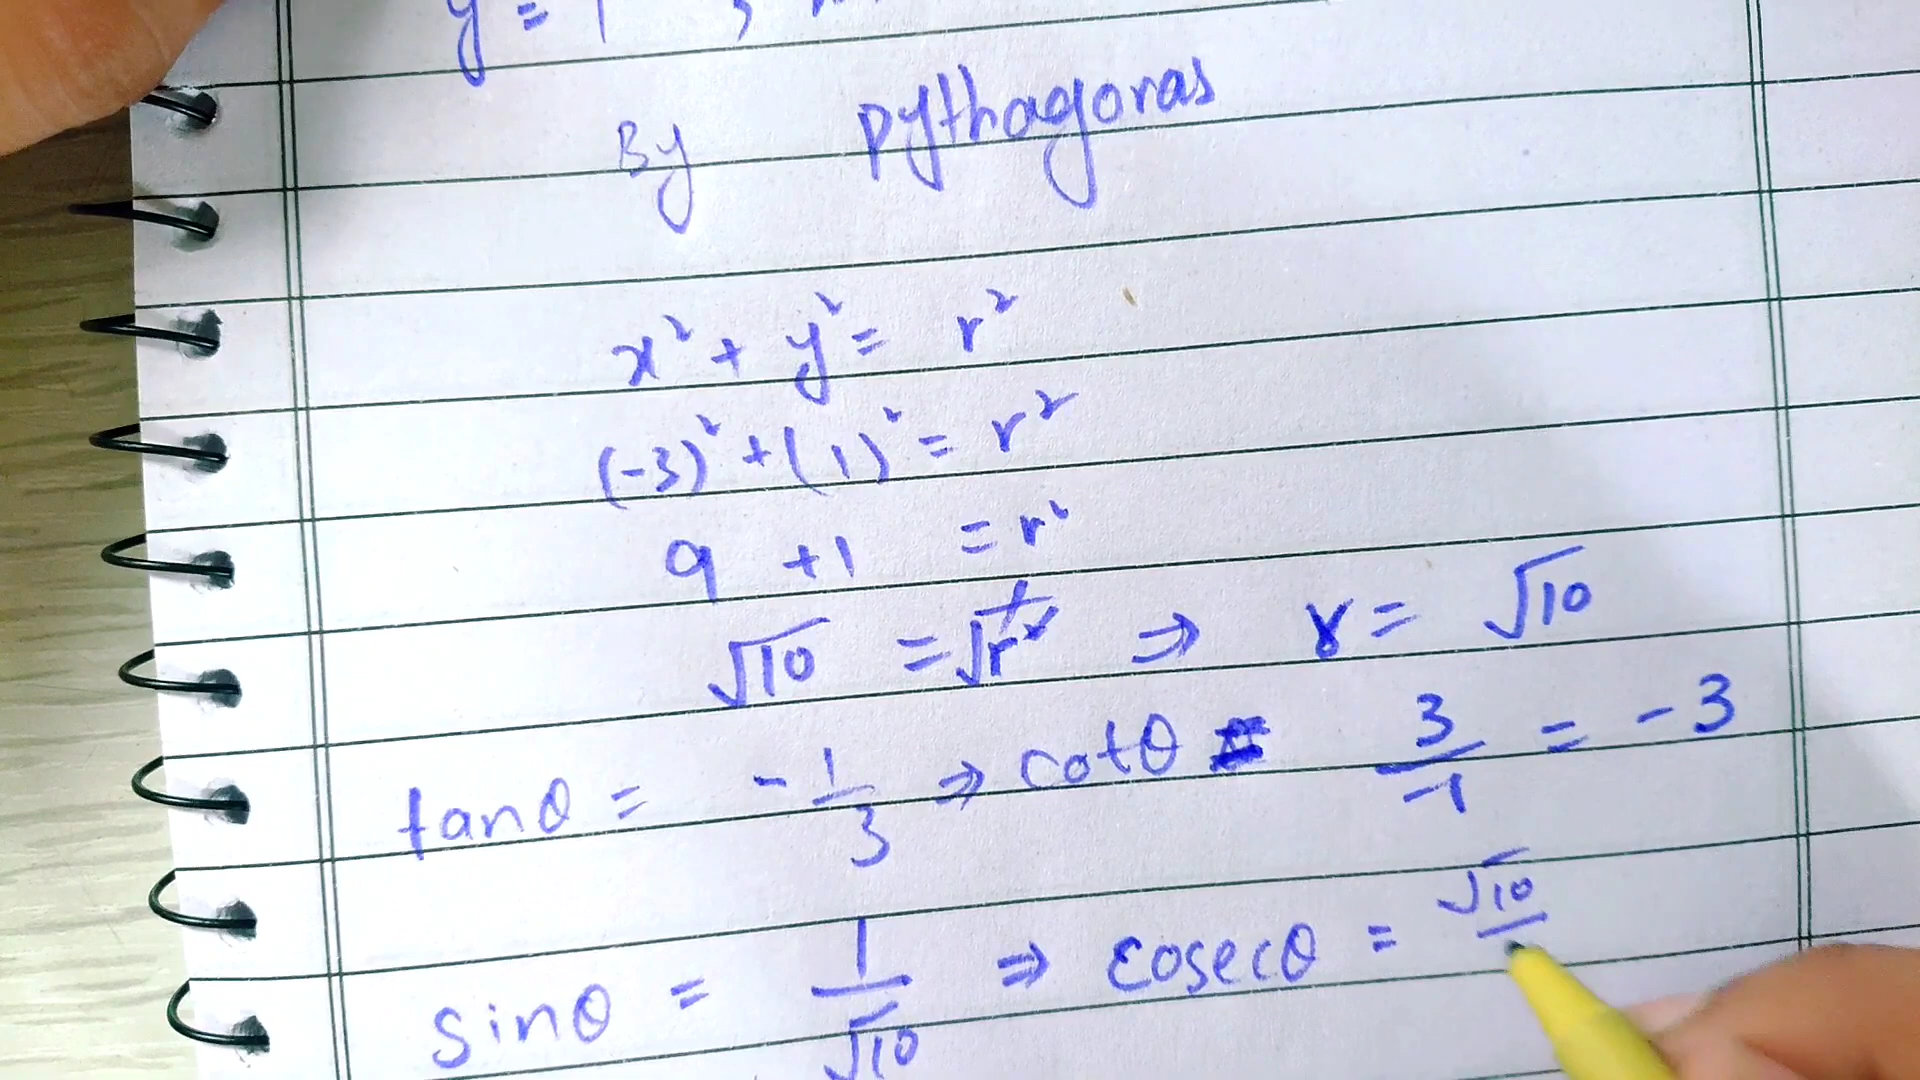 y = 1 ,
By Pythagoras
x² + y² = r²
(-3)² + (1)² = r²
9 + 1 = r²
√10 = √r² ⇒ r = √10
tanθ = -1/3 ⇒ cotθ = 3/-1 = -3
sinθ = 1/√10 ⇒ cosecθ = √10/